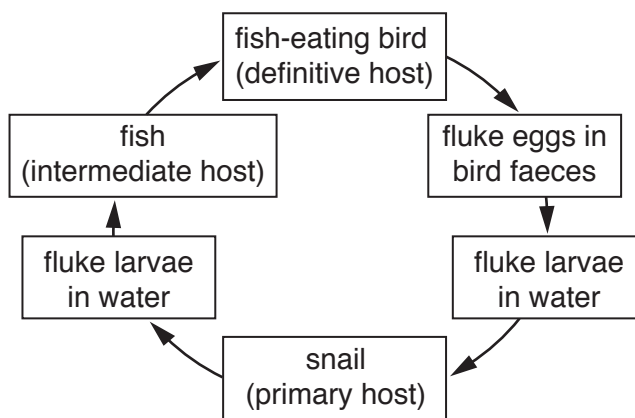 fish-eating bird
(definitive host)
fluke eggs in
bird faeces
fluke larvae
in water
snail
(primary host)
fluke larvae
in water
fish
(intermediate host)